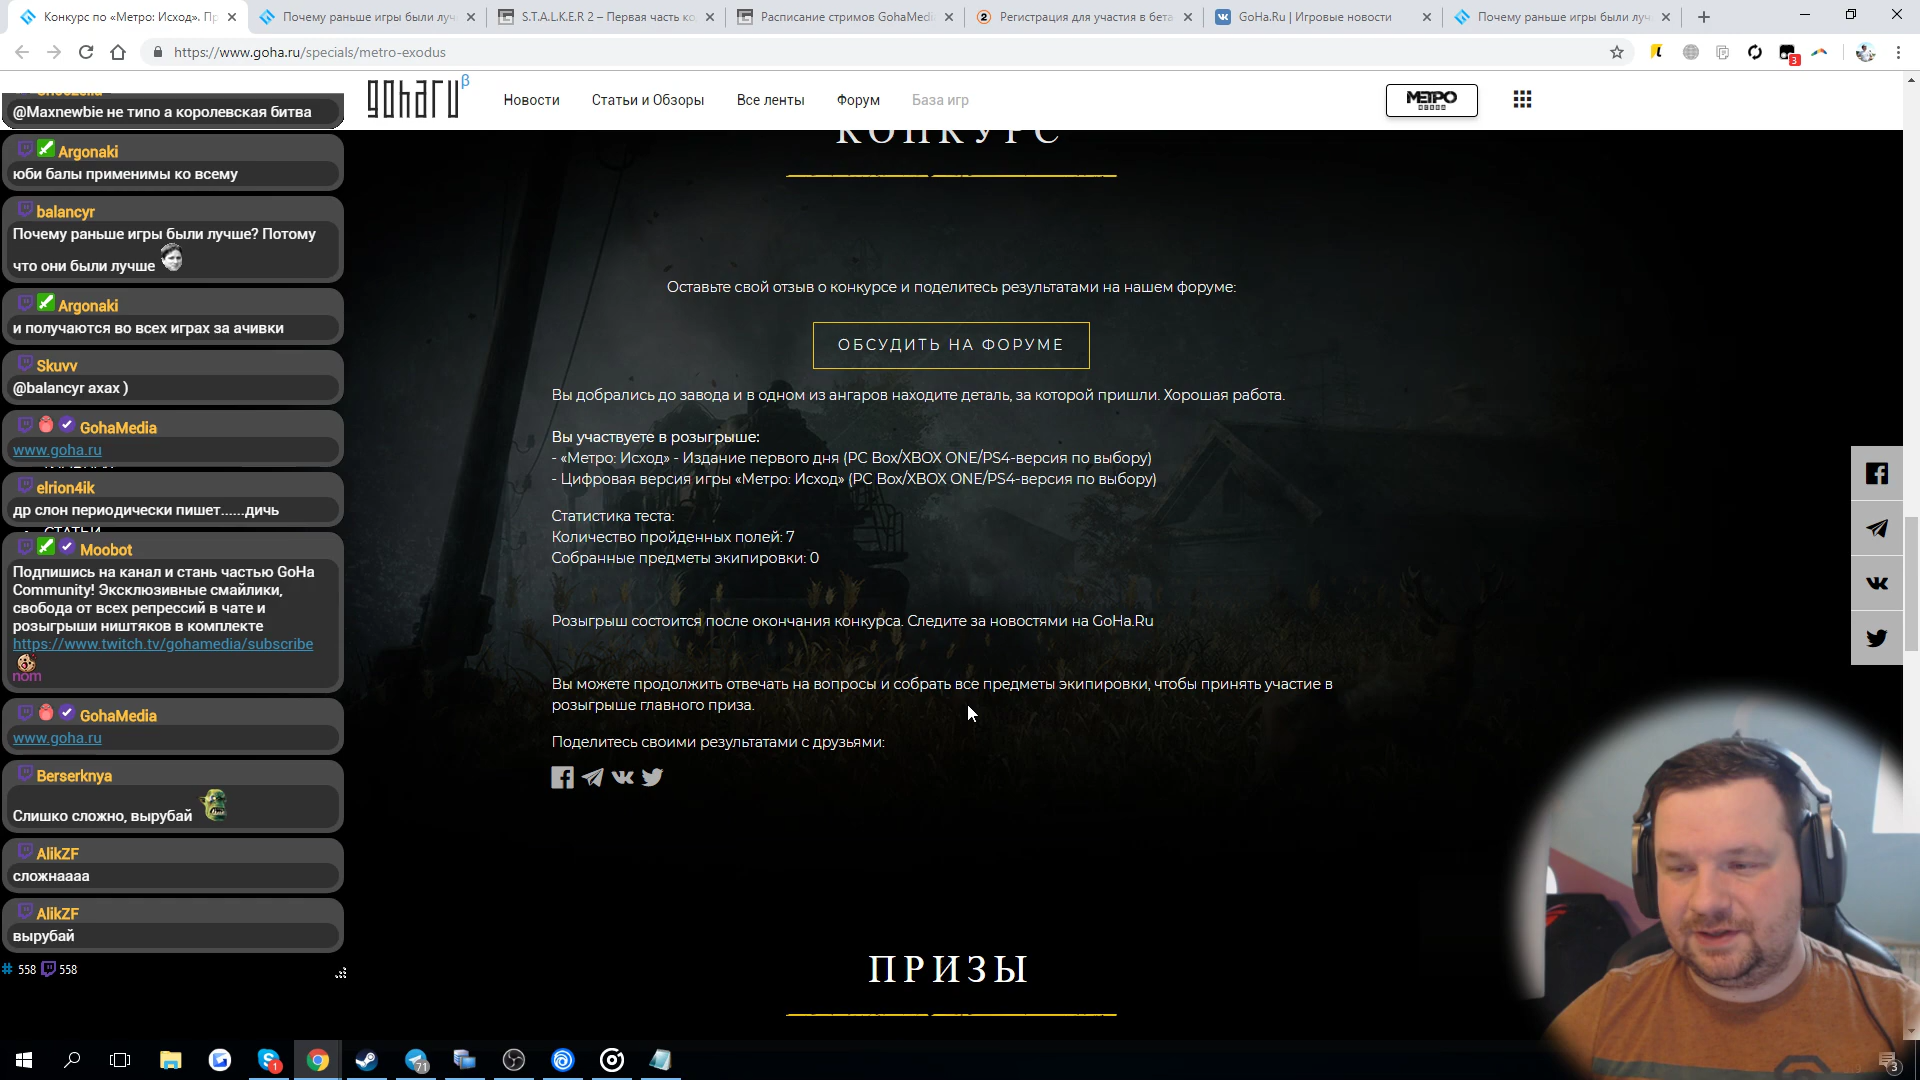 Конкурс по «Метро: Исход». Пр
Почему раньше игры были луч
S.T.A.L.K.E.R 2 – Первая часть ко
Расписание стримов GohaMedia
Регистрация для участия в бета
GoHa.Ru | Игровые новости
Почему раньше игры были луч
https://www.goha.ru/specials/metro-exodus
3
goharu β
Новости
Статьи и Обзоры
Все ленты
Форум
База игр
МЕТРО
@Maxnewbie не типо а королевская битва
Argonaki
юби балы применимы ко всему
balancyr
Почему раньше игры были лучше? Потому
что они были лучше
Argonaki
и получаются во всех играх за ачивки
Skuvv
@balancyr ахах )
GohaMedia
www.goha.ru
elrion4ik
др слон периодически пишет......дичь
СТАТЬИ
Moobot
Подпишись на канал и стань частью GoHa
Community! Эксклюзивные смайлики,
свобода от всех репрессий в чате и
розыгрыши ништяков в комплекте
https://www.twitch.tv/gohamedia/subscribe
nom
GohaMedia
www.goha.ru
Berserknya
Слишко сложно, вырубай
AlikZF
сложнаааа
AlikZF
вырубай
558 558
КОНКУРС
Оставьте свой отзыв о конкурсе и поделитесь результатами на нашем форуме:
ОБСУДИТЬ НА ФОРУМЕ
Вы добрались до завода и в одном из ангаров находите деталь, за которой пришли. Хорошая работа.
Вы участвуете в розыгрыше:
- «Метро: Исход» - Издание первого дня (PC Box/XBOX ONE/PS4-версия по выбору)
- Цифровая версия игры «Метро: Исход» (PC Box/XBOX ONE/PS4-версия по выбору)
Статистика теста:
Количество пройденных полей: 7
Собранные предметы экипировки: 0
Розыгрыш состоится после окончания конкурса. Следите за новостями на GoHa.Ru
Вы можете продолжить отвечать на вопросы и собрать все предметы экипировки, чтобы принять участие в
розыгрыше главного приза.
Поделитесь своими результатами с друзьями:
ПРИЗЫ
1
71
3